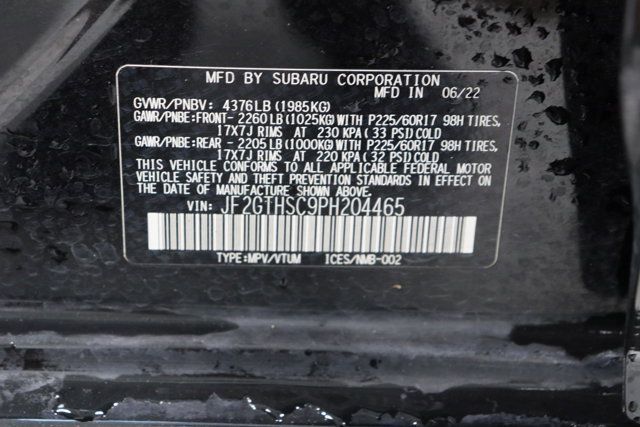 MFD BY SUBARU CORPORATION
MFD IN 06/22
GVWR/PNBV: 4376LB (1985KG)
GAWR/PNBE:FRONT- 2260LB (1025KG) WITH P225/60R17 98H TIRES,
17X7J RIMS AT 230 KPA (33 PSI) COLD
GAWR/PNBE:REAR - 2205LB (1000KG) WITH P225/60R17 98H TIRES,
17X7J RIMS AT 220 KPA (32 PSI) COLD
THIS VEHICLE CONFORMS TO ALL APPLICABLE FEDERAL MOTOR
VEHICLE SAFETY AND THEFT PREVENTION STANDARDS IN EFFECT
ON THE DATE OF MANUFACTURE SHOWN ABOVE.
VIN: JF2GTHSC9PH204465
TYPE:MPV/VTUM ICES/NMB-002